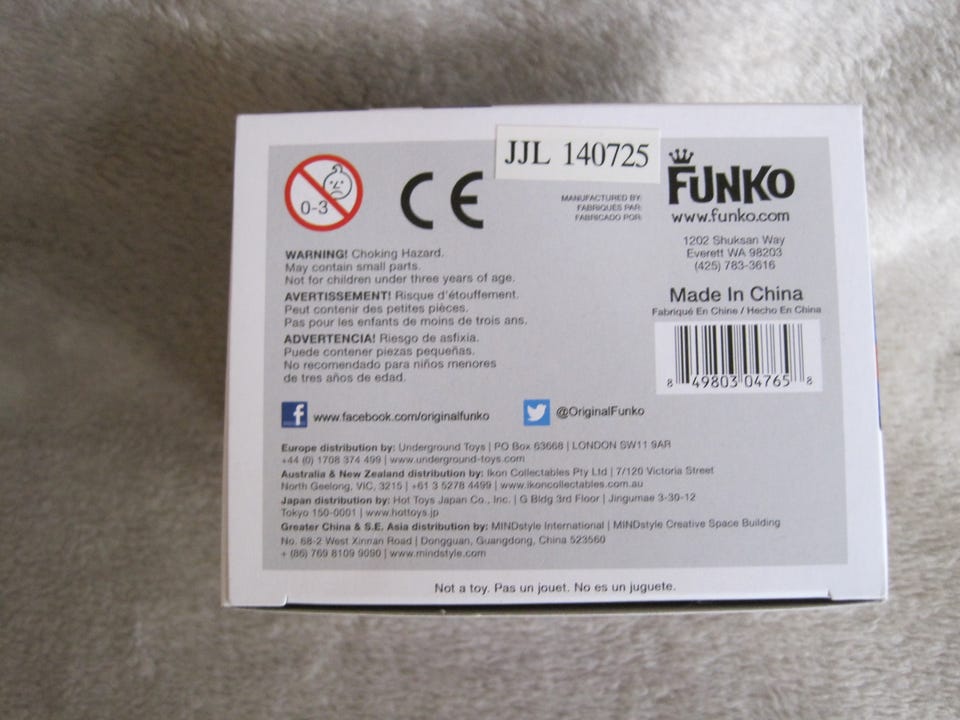 JJL 140725
0-3
CE
MANUFACTURED BY:
FABRIQUÉS PAR:
FABRICADO POR:
FUNKO
www.funko.com
1202 Shuksan Way
Everett WA 98203
(425) 783-3616
Made In China
Fabriqué En Chine / Hecho En China
8 49803 04765 8
WARNING! Choking Hazard.
May contain small parts.
Not for children under three years of age.
AVERTISSEMENT! Risque d'étouffement.
Peut contenir des petites pièces.
Pas pour les enfants de moins de trois ans.
ADVERTENCIA! Riesgo de asfixia.
Puede contener piezas pequeñas.
No recomendado para niños menores
de tres años de edad.
f www.facebook.com/originalfunko
@OriginalFunko
Europe distribution by: Underground Toys | PO Box 63668 | LONDON SW11 9AR
+44 (0) 1708 374 499 | www.underground-toys.com
Australia & New Zealand distribution by: Ikon Collectables Pty Ltd | 7/120 Victoria Street
North Geelong, VIC, 3215 | +61 3 5278 4499 | www.ikoncollectables.com.au
Japan distribution by: Hot Toys Japan Co., Inc. | G Bldg 3rd Floor | Jingumae 3-30-12
Tokyo 150-0001 | www.hottoys.jp
Greater China & S.E. Asia distribution by: MINDstyle International | MINDstyle Creative Space Building
No. 68-2 West Xinnan Road | Dongguan, Guangdong, China 523560
+ (86) 769 8109 9090 | www.mindstyle.com
Not a toy. Pas un jouet. No es un juguete.